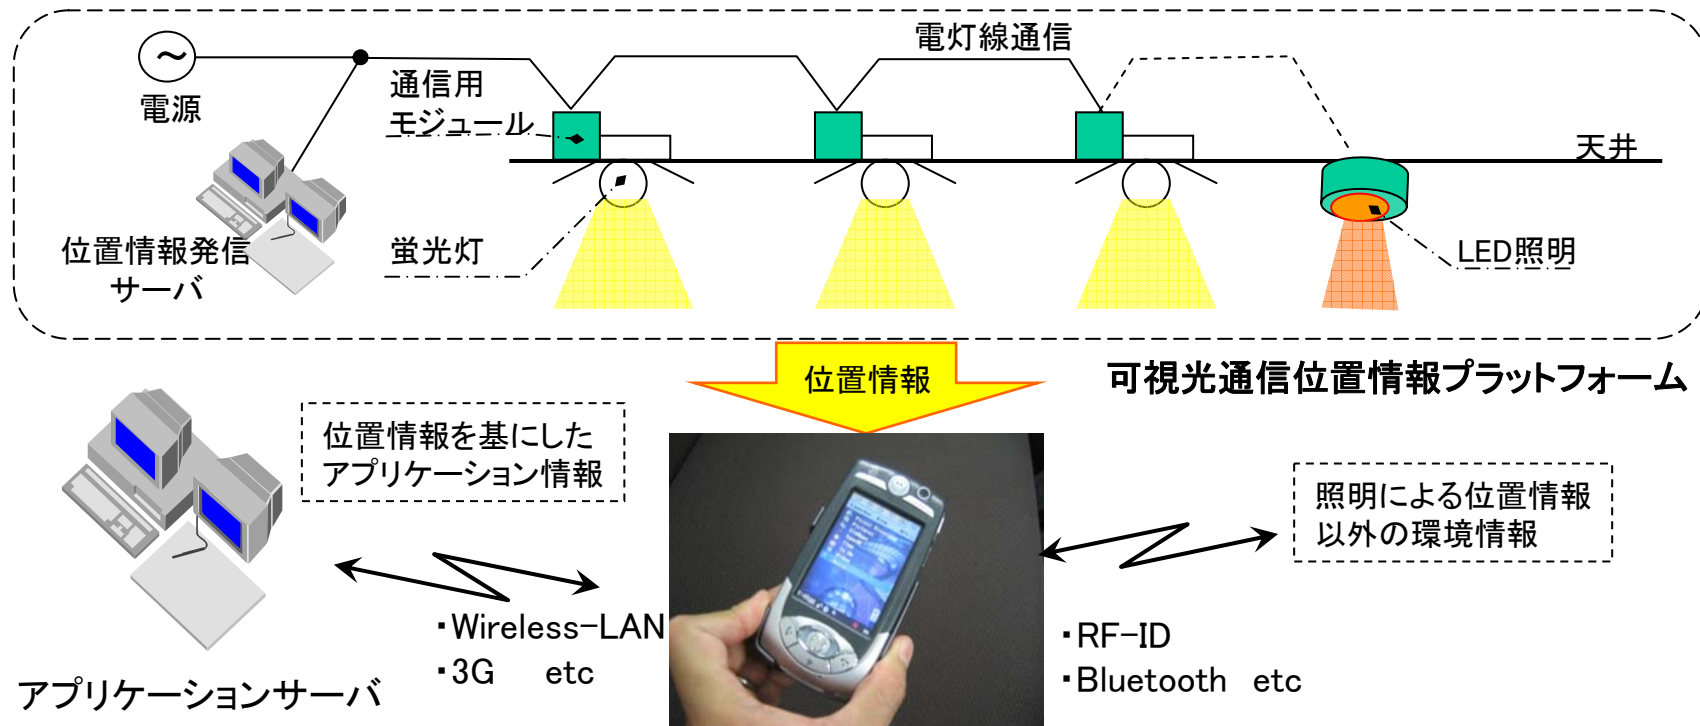 電灯線通信
電源
通信用
モジュール
天井
蛍光灯
位置情報発信
サーバ
LED照明
位置情報
可視光通信位置情報プラットフォーム
位置情報を基にした
アプリケーション情報
照明による位置情報
以外の環境情報
・Wireless-LAN
・3G etc
・RF-ID
・Bluetooth etc
アプリケーションサーバ